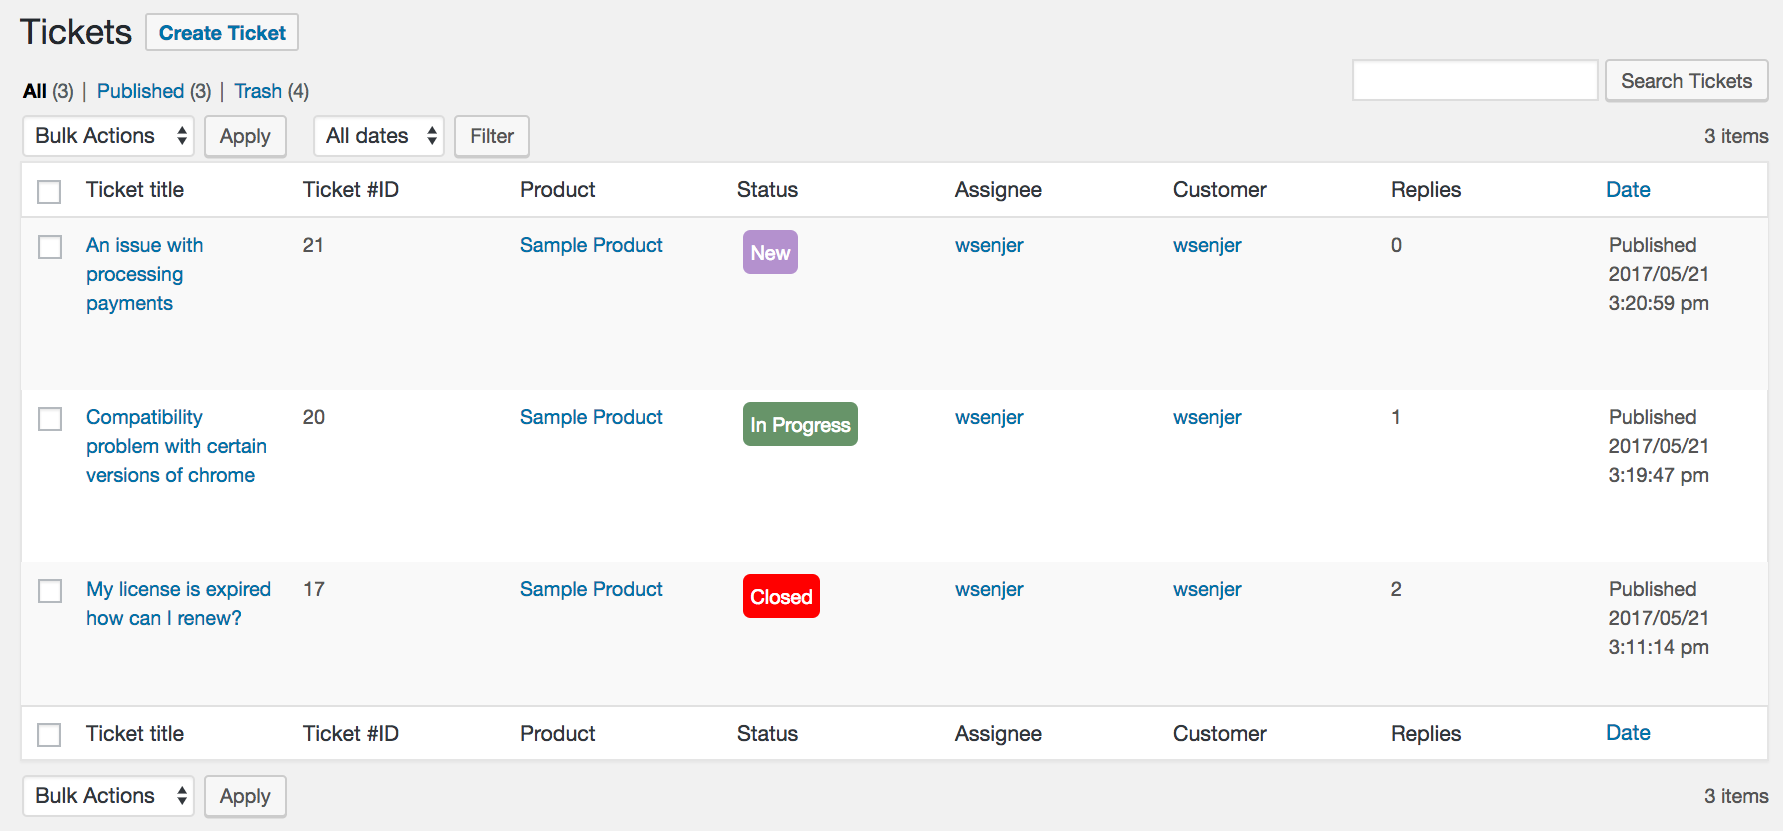 Tickets Create Ticket
All (3) | Published (3) | Trash (4)
Search Tickets
Bulk Actions Apply All dates Filter 3 items
Ticket title Ticket #ID Product Status Assignee Customer Replies Date
An issue with 21 Sample Product New wsenjer wsenjer 0 Published
processing 2017/05/21
payments 3:20:59 pm
Compatibility 20 Sample Product In Progress wsenjer wsenjer 1 Published
problem with certain 2017/05/21
versions of chrome 3:19:47 pm
My license is expired 17 Sample Product Closed wsenjer wsenjer 2 Published
how can I renew? 2017/05/21
3:11:14 pm
Ticket title Ticket #ID Product Status Assignee Customer Replies Date
Bulk Actions Apply 3 items